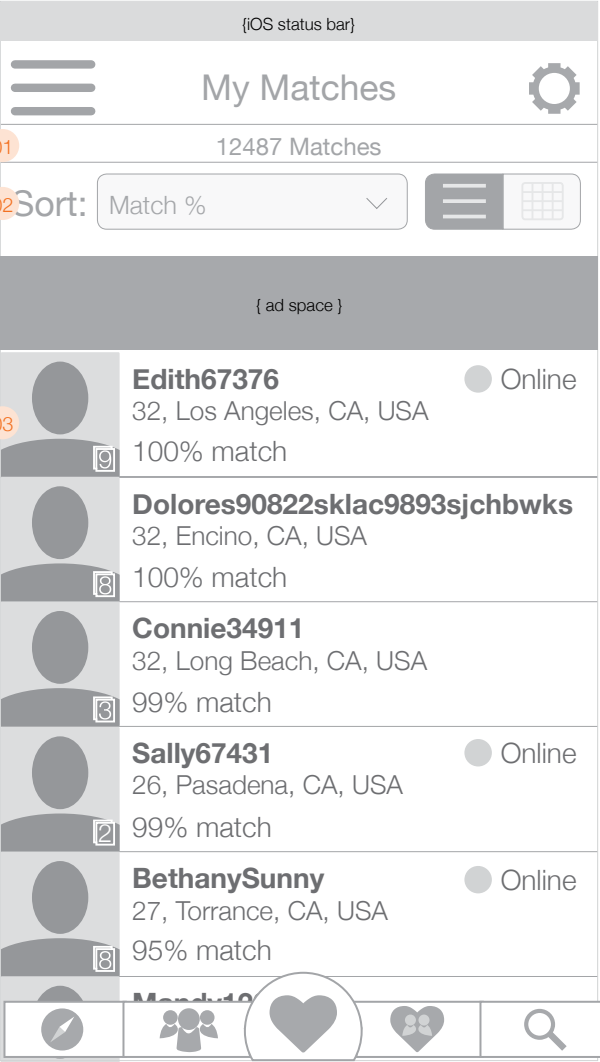 {iOS status bar}
My Matches
01
12487 Matches
02
Sort:
Match %
{ ad space }
03
Edith67376
Online
32, Los Angeles, CA, USA
100% match
9
Dolores90822sklac9893sjchbwks
32, Encino, CA, USA
100% match
8
Connie34911
32, Long Beach, CA, USA
99% match
3
Sally67431
Online
26, Pasadena, CA, USA
99% match
2
BethanySunny
Online
27, Torrance, CA, USA
95% match
8